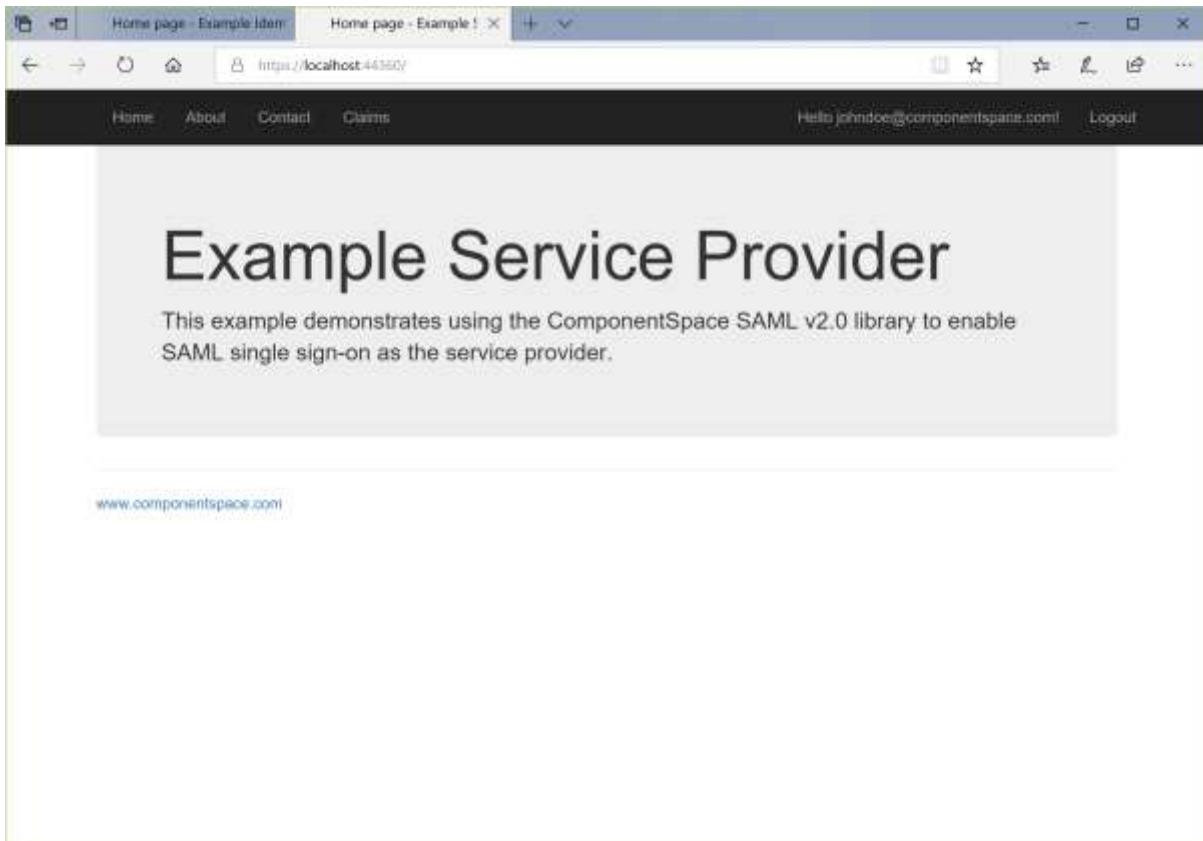 Home page - Example Iden
Home page - Example S
https://localhost:44360/
Home About Contact Claims Hello johndoe@componentspace.com! Logout
Example Service Provider
This example demonstrates using the ComponentSpace SAML v2.0 library to enable
SAML single sign-on as the service provider.
www.componentspace.com